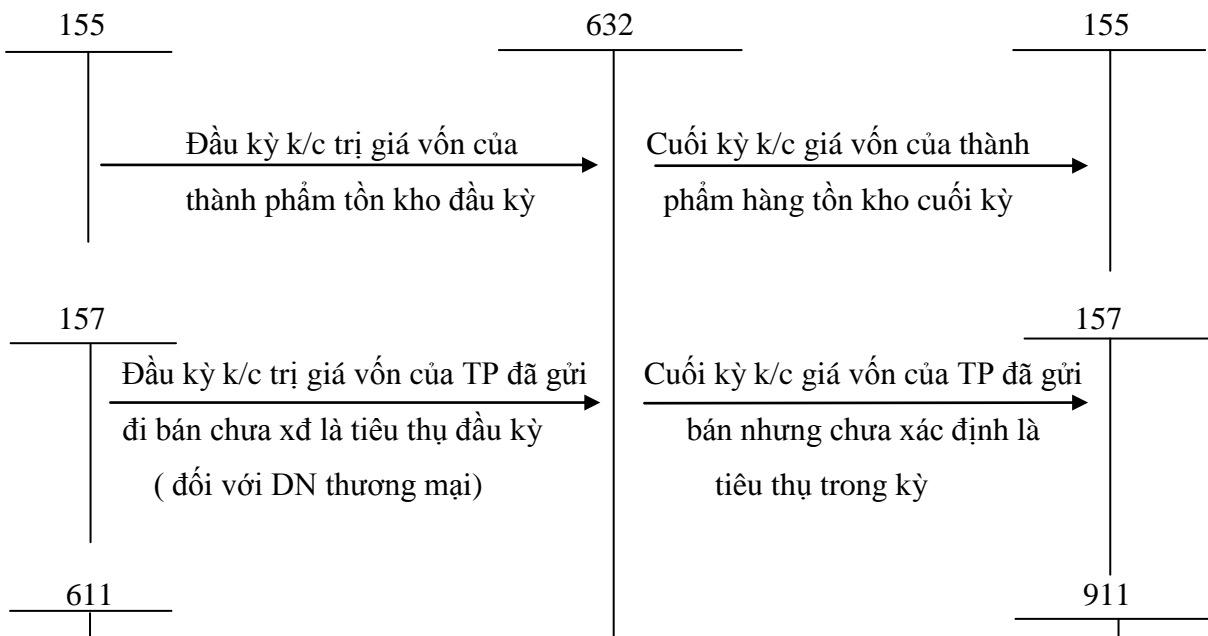 155
632
155
Đầu kỳ k/c trị giá vốn của
thành phẩm tồn kho đầu kỳ
Cuối kỳ k/c giá vốn của thành
phẩm hàng tồn kho cuối kỳ
157
157
Đầu kỳ k/c trị giá vốn của TP đã gửi
đi bán chưa xđ là tiêu thụ đầu kỳ
( đối với DN thương mại)
Cuối kỳ k/c giá vốn của TP đã gửi
bán nhưng chưa xác định là
tiêu thụ trong kỳ
611
911